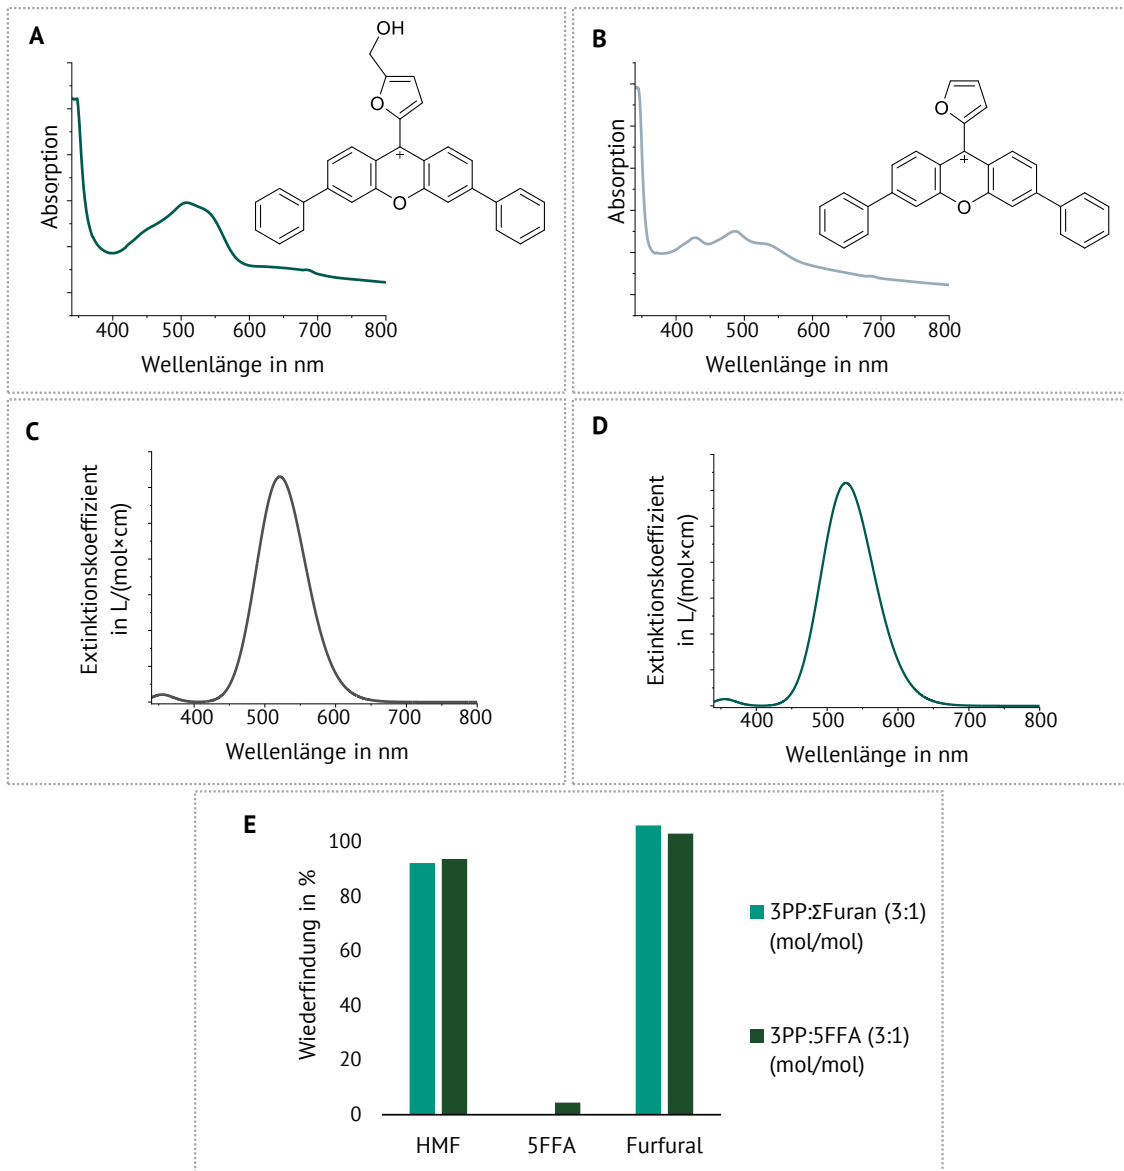 A
OH
O
+
O
Absorption
400 500 600 700 800
Wellenlänge in nm
B
O
+
O
Absorption
400 500 600 700 800
Wellenlänge in nm
C
Extinktionskoeffizient
in L/(mol×cm)
400 500 600 700 800
Wellenlänge in nm
D
Extinktionskoeffizient
in L/(mol×cm)
400 500 600 700 800
Wellenlänge in nm
E
Wiederfindung in %
100
80
60
40
20
0
HMF 5FFA Furfural
3PP:ΣFuran (3:1)
(mol/mol)
3PP:5FFA (3:1)
(mol/mol)